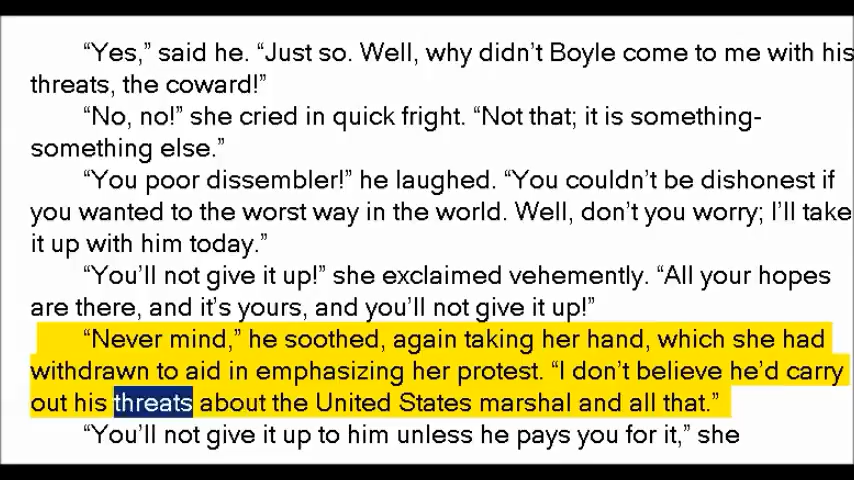 “Yes,” said he. “Just so. Well, why didn’t Boyle come to me with his
threats, the coward!”
“No, no!” she cried in quick fright. “Not that; it is something-
something else.”
“You poor dissembler!” he laughed. “You couldn’t be dishonest if
you wanted to the worst way in the world. Well, don’t you worry; I’ll take
it up with him today.”
“You’ll not give it up!” she exclaimed vehemently. “All your hopes
are there, and it’s yours, and you’ll not give it up!”
“Never mind,” he soothed, again taking her hand, which she had
withdrawn to aid in emphasizing her protest. “I don’t believe he’d carry
out his threats about the United States marshal and all that.”
“You’ll not give it up to him unless he pays you for it,” she